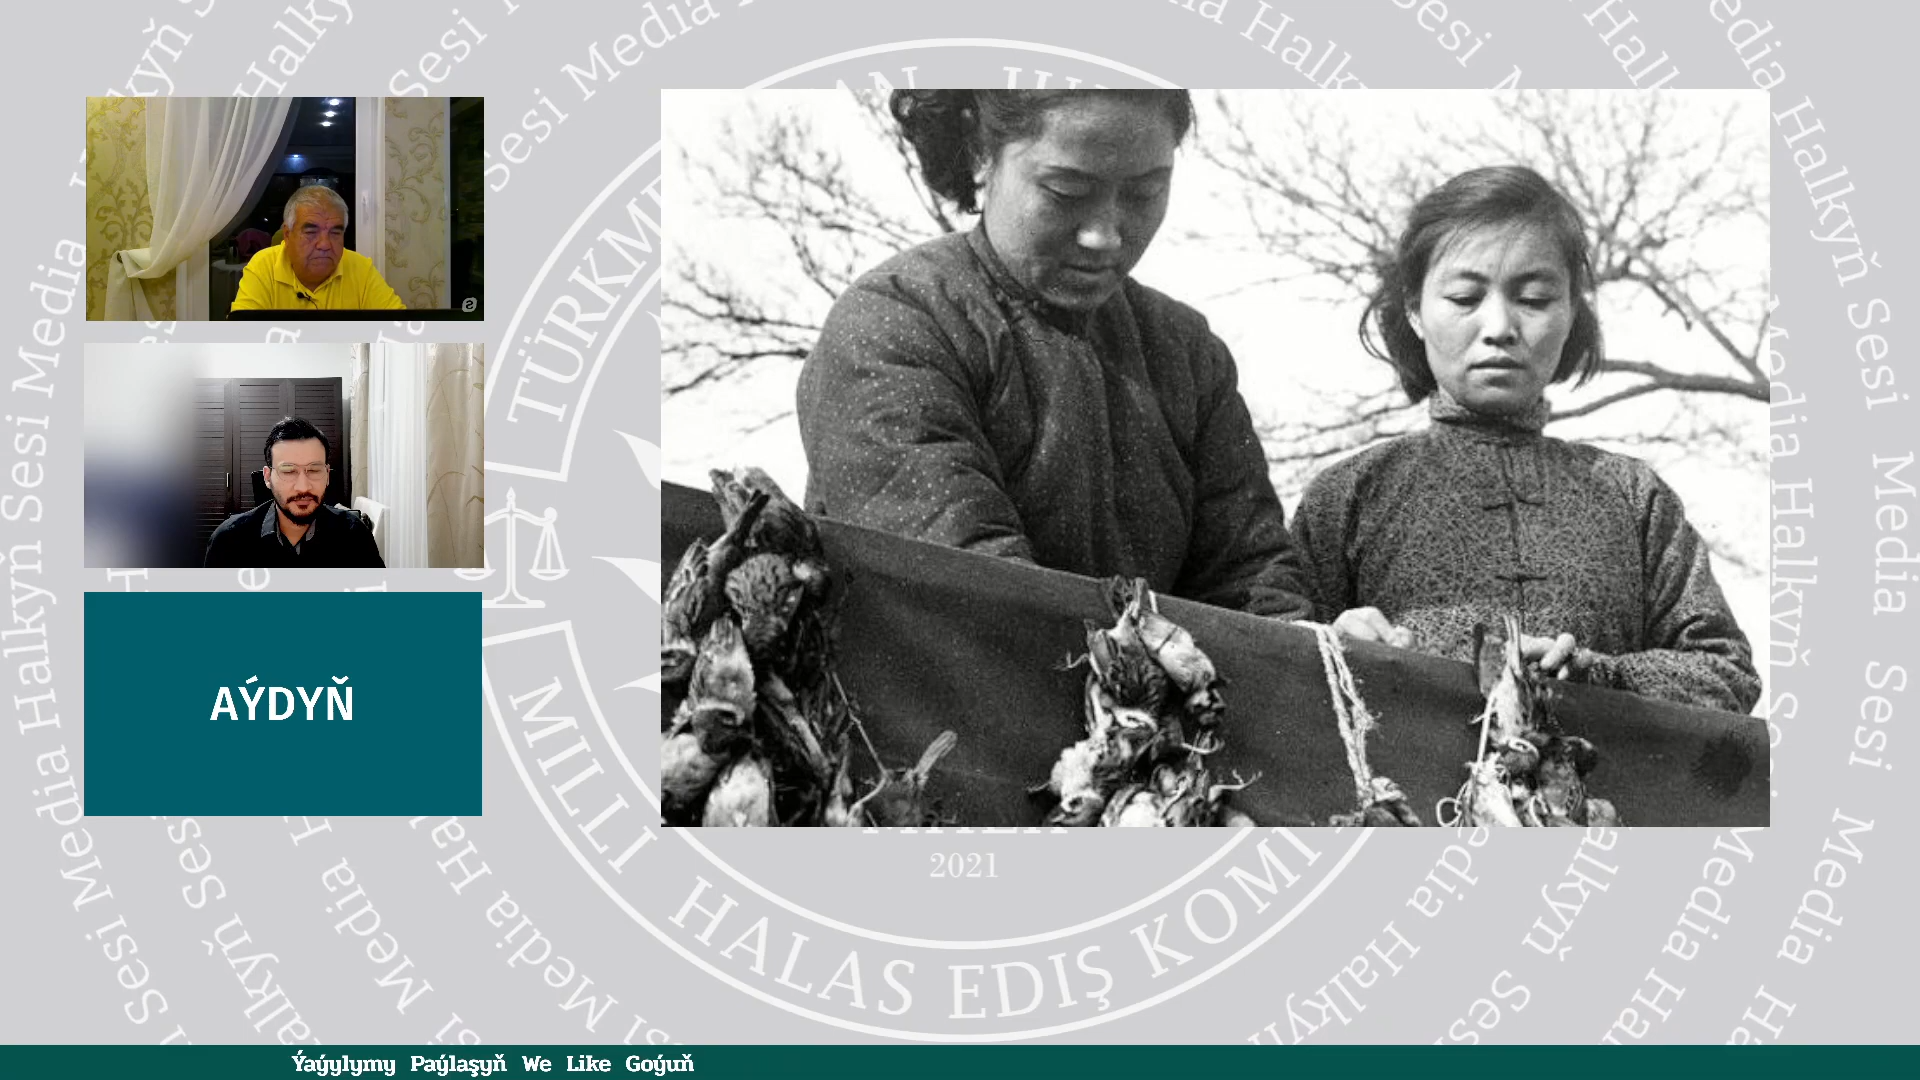 AÝDYŇ
TÜRKM
MILLI HALAS EDIŞ KOMI
2021
Halkyň Sesi Media
Ýaýylymy Paýlaşyň We Like Goýuň